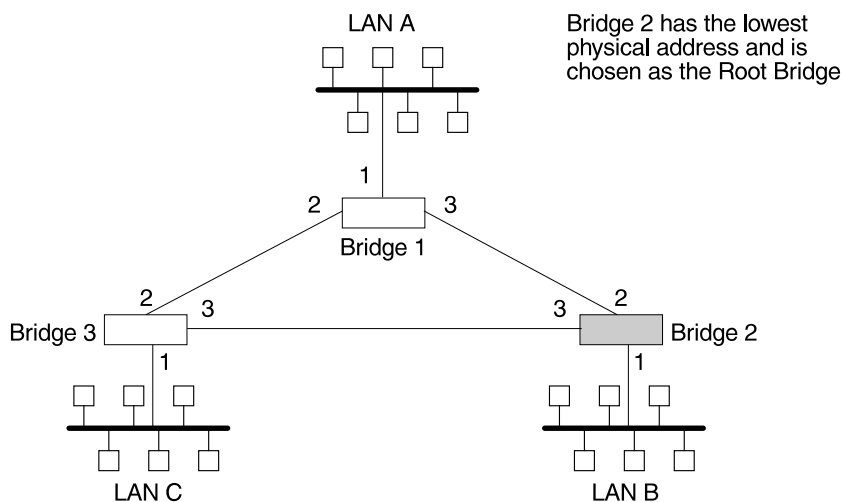 LAN A
Bridge 2 has the lowest
physical address and is
chosen as the Root Bridge
1
2
3
Bridge 1
2
3
3
2
Bridge 3
Bridge 2
1
1
LAN C
LAN B